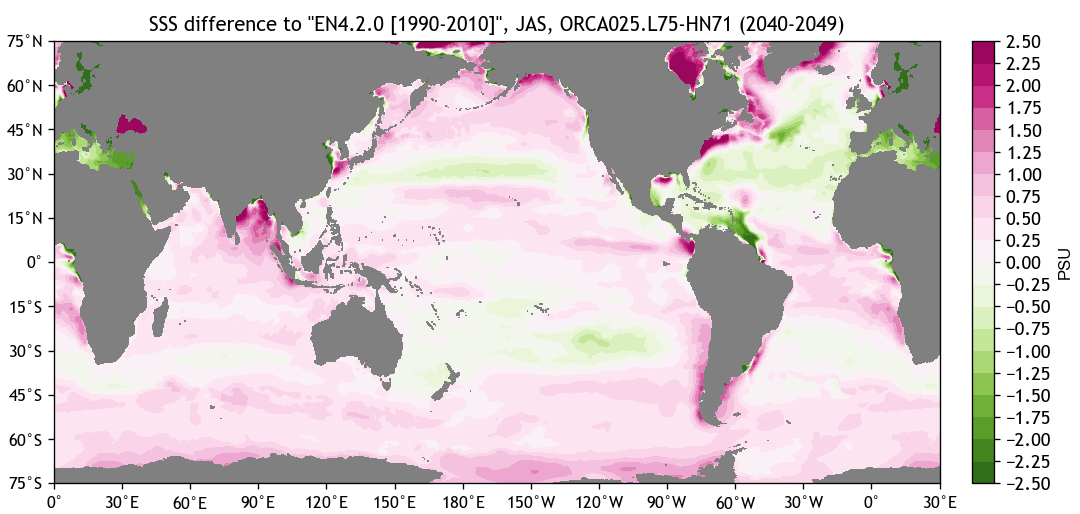 SSS difference to "EN4.2.0 [1990-2010]", JAS, ORCA025.L75-HN71 (2040-2049)
75°N
60°N
45°N
30°N
15°N
0°
15°S
30°S
45°S
60°S
75°S
0°
30°E
60°E
90°E
120°E
150°E
180°E
150°W
120°W
90°W
60°W
30°W
0°
30°E
2.50
2.25
2.00
1.75
1.50
1.25
1.00
0.75
0.50
0.25
0.00
−0.25
−0.50
−0.75
−1.00
−1.25
−1.50
−1.75
−2.00
−2.25
−2.50
PSU